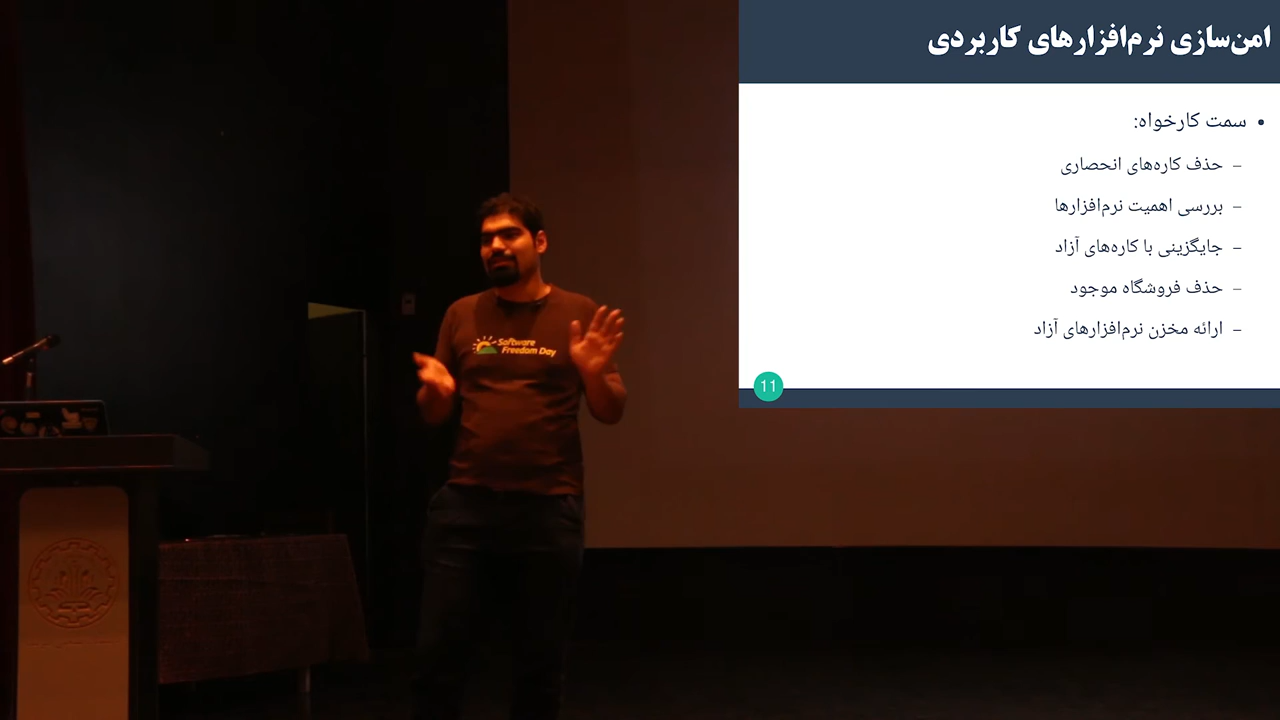 امن‌سازی نرم‌افزارهای کاربردی
• سمت کارخواه:
– حذف کاره‌های انحصاری
– بررسی اهمیت نرم‌افزارها
– جایگزینی با کاره‌های آزاد
– حذف فروشگاه موجود
– ارائه مخزن نرم‌افزارهای آزاد
11
Software
Freedom Day